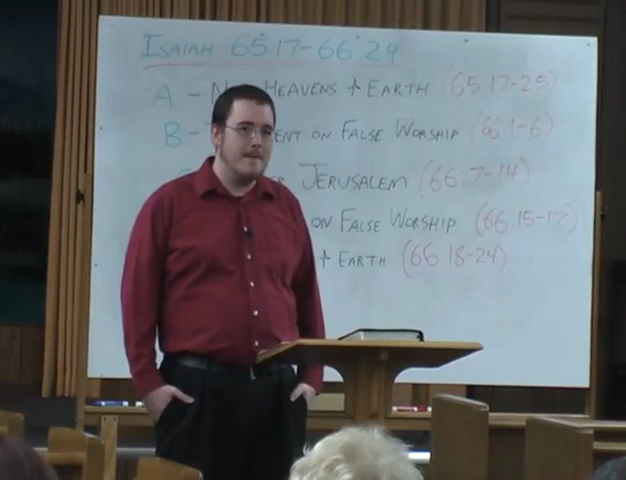 ISAIAH 65:17-66:24
A - HEAVENS + EARTH (65:17-25)
B - ON FALSE WORSHIP (66:1-6)
JERUSALEM (66:7-14)
ON FALSE WORSHIP (66:15-17)
+ EARTH (66:18-24)